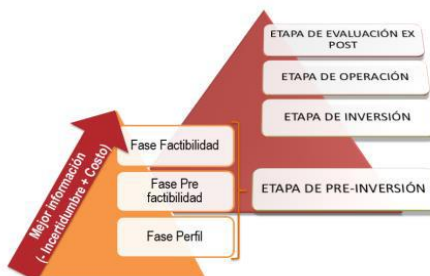 ETAPA DE EVALUACIÓN EX
POST
ETAPA DE OPERACIÓN
ETAPA DE INVERSIÓN
ETAPA DE PRE-INVERSIÓN
Fase Factibilidad
Fase Pre
factibilidad
Fase Perfil
Mejor información
(- Incertidumbre + Costo)